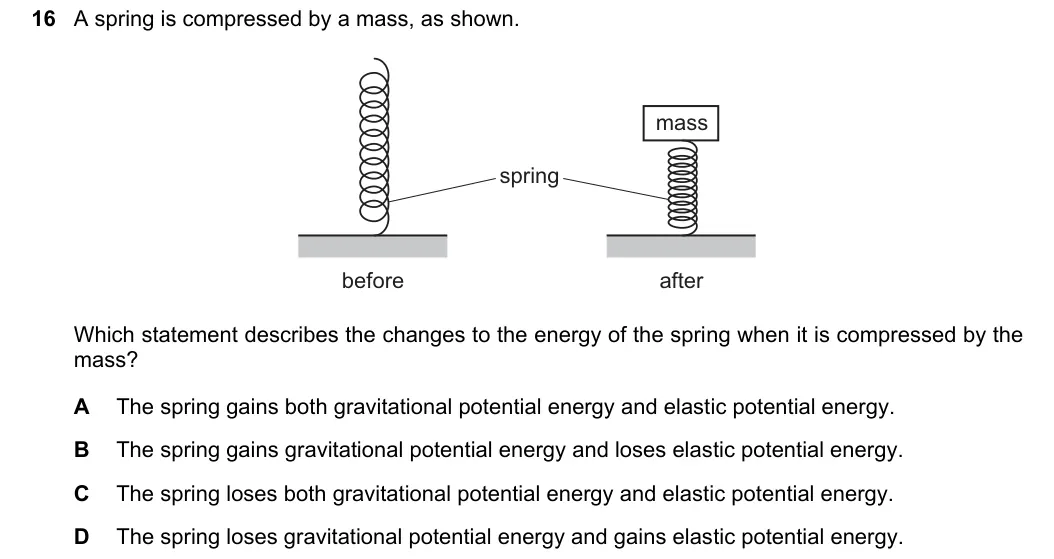 16 A spring is compressed by a mass, as shown.
mass
spring
before
after
Which statement describes the changes to the energy of the spring when it is compressed by the
mass?
A The spring gains both gravitational potential energy and elastic potential energy.
B The spring gains gravitational potential energy and loses elastic potential energy.
C The spring loses both gravitational potential energy and elastic potential energy.
D The spring loses gravitational potential energy and gains elastic potential energy.